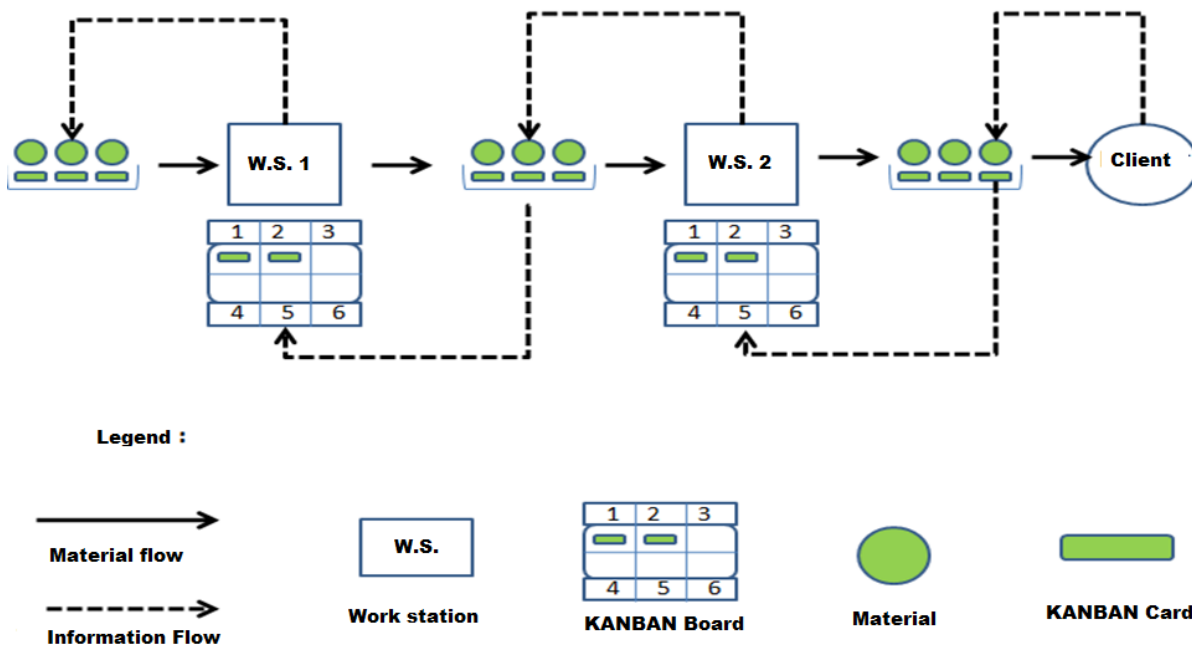 W.S. 1
W.S. 2
Client
1 2 3
4 5 6
1 2 3
4 5 6
Legend :
Material flow
Information Flow
W.S.
Work station
1 2 3
4 5 6
KANBAN Board
Material
KANBAN Card